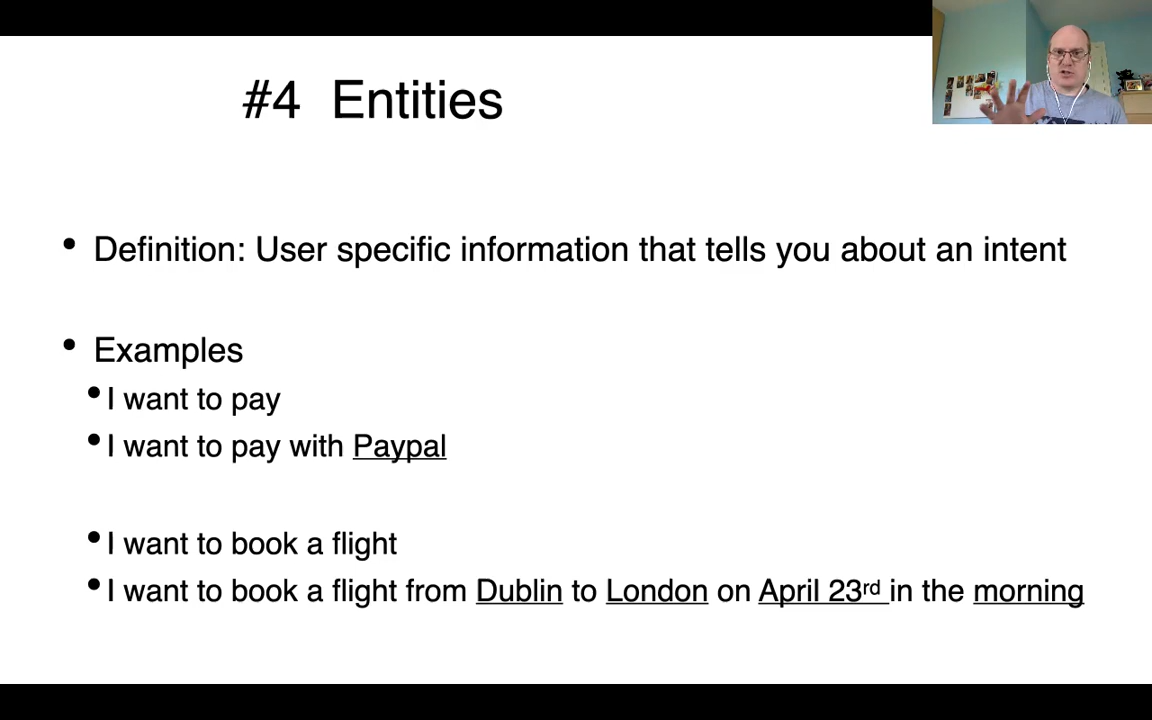 #4 Entities
• Definition: User specific information that tells you about an intent
• Examples
• I want to pay
• I want to pay with Paypal
• I want to book a flight
• I want to book a flight from Dublin to London on April 23rd in the morning